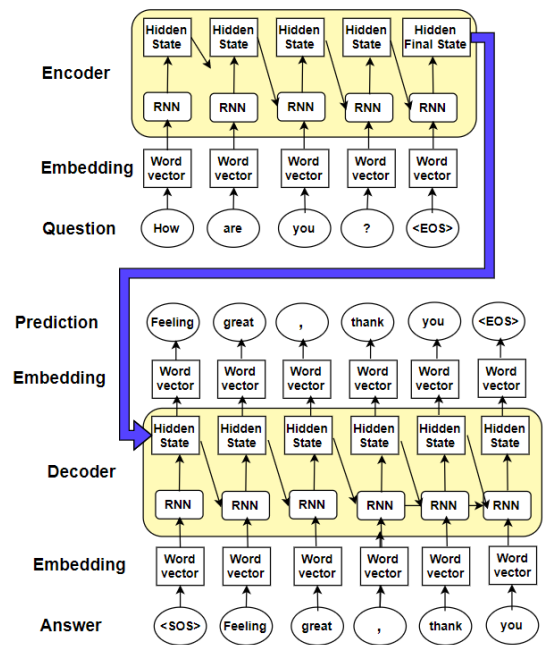 Hidden State Hidden State Hidden State Hidden State Hidden Final State
Encoder
RNN RNN RNN RNN RNN
Embedding Word vector Word vector Word vector Word vector Word vector
Question How are you ? <EOS>
Prediction Feeling great , thank you <EOS>
Embedding Word vector Word vector Word vector Word vector Word vector Word vector
Hidden State Hidden State Hidden State Hidden State Hidden State Hidden State
Decoder
RNN RNN RNN RNN RNN RNN
Embedding Word vector Word vector Word vector Word vector Word vector Word vector
Answer <SOS> Feeling great , thank you